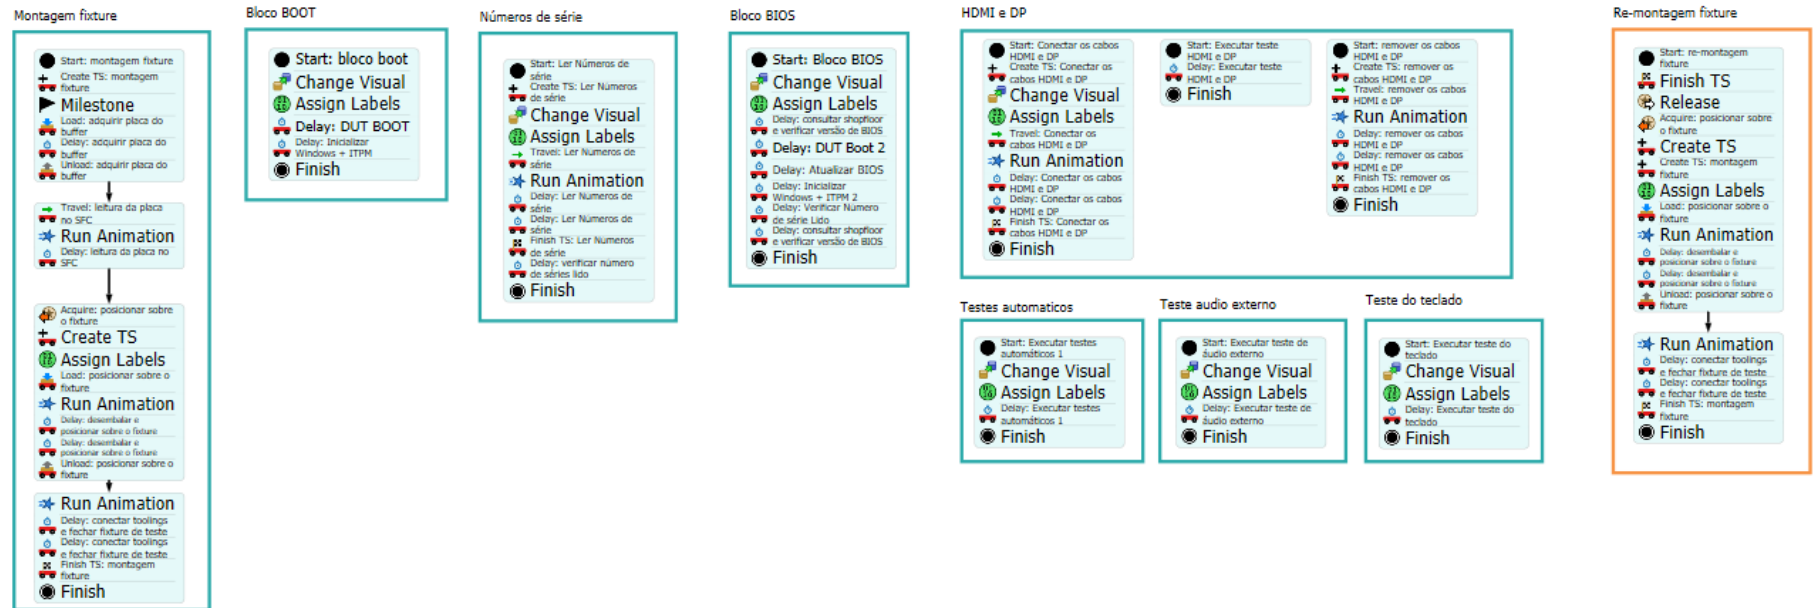 Montagem fixture
Start: montagem fixture
Create TS: montagem
fixture
Milestone
Load: adquirir placa do
buffer
Delay: adquirir placa do
buffer
Unload: adquirir placa do
buffer
Travel: leitura da placa
no SFC
Run Animation
Delay: leitura da placa no
SFC
Acquire: posicionar sobre
o fixture
Create TS
Assign Labels
Load: posicionar sobre o
fixture
Run Animation
Delay: desembalar e
posicionar sobre o fixture
Delay: desembalar e
posicionar sobre o fixture
Unload: posicionar sobre o
fixture
Run Animation
Delay: conectar toolings
e fechar fixture de teste
Delay: conectar toolings
e fechar fixture de teste
Finish TS: montagem
fixture
Finish
Bloco BOOT
Start: bloco boot
Change Visual
Assign Labels
Delay: DUT BOOT
Delay: Inicializar
Windows + ITPM
Finish
Números de série
Start: Ler Números de
série
Create TS: Ler Números
de série
Change Visual
Assign Labels
Travel: Ler Números de
série
Run Animation
Delay: Ler Números de
série
Delay: Ler Números de
série
Finish TS: Ler Números
de série
Delay: verificar número
de séries lido
Finish
Bloco BIOS
Start: Bloco BIOS
Change Visual
Assign Labels
Delay: consultar shopfloor
e verificar versão de BIOS
Delay: DUT Boot 2
Delay: Atualizar BIOS
Delay: Inicializar
Windows + ITPM 2
Delay: Verificar Número
de série Lido
Delay: consultar shopfloor
e verificar versão de BIOS
Finish
HDMI e DP
Start: Conectar os cabos
HDMI e DP
Create TS: Conectar os
cabos HDMI e DP
Change Visual
Assign Labels
Travel: Conectar os
cabos HDMI e DP
Run Animation
Delay: Conectar os cabos
HDMI e DP
Delay: Conectar os cabos
HDMI e DP
Finish TS: Conectar os
cabos HDMI e DP
Finish
Start: Executar teste
HDMI e DP
Delay: Executar teste
HDMI e DP
Finish
Start: remover os cabos
HDMI e DP
Create TS: remover os
cabos HDMI e DP
Travel: remover os cabos
HDMI e DP
Run Animation
Delay: remover os cabos
HDMI e DP
Delay: remover os cabos
HDMI e DP
Finish TS: remover os
cabos HDMI e DP
Finish
Testes automaticos
Start: Executar testes
automáticos 1
Change Visual
Assign Labels
Delay: Executar testes
automáticos 1
Finish
Teste audio externo
Start: Executar teste de
áudio externo
Change Visual
Assign Labels
Delay: Executar teste de
áudio externo
Finish
Teste do teclado
Start: Executar teste do
teclado
Change Visual
Assign Labels
Delay: Executar teste do
teclado
Finish
Re-montagem fixture
Start: re-montagem
fixture
Finish TS
Release
Acquire: posicionar sobre
o fixture
Create TS
Create TS: montagem
fixture
Assign Labels
Load: posicionar sobre o
fixture
Run Animation
Delay: desembalar e
posicionar sobre o fixture
Delay: desembalar e
posicionar sobre o fixture
Unload: posicionar sobre o
fixture
Run Animation
Delay: conectar toolings
e fechar fixture de teste
Delay: conectar toolings
e fechar fixture de teste
Finish TS: montagem
fixture
Finish